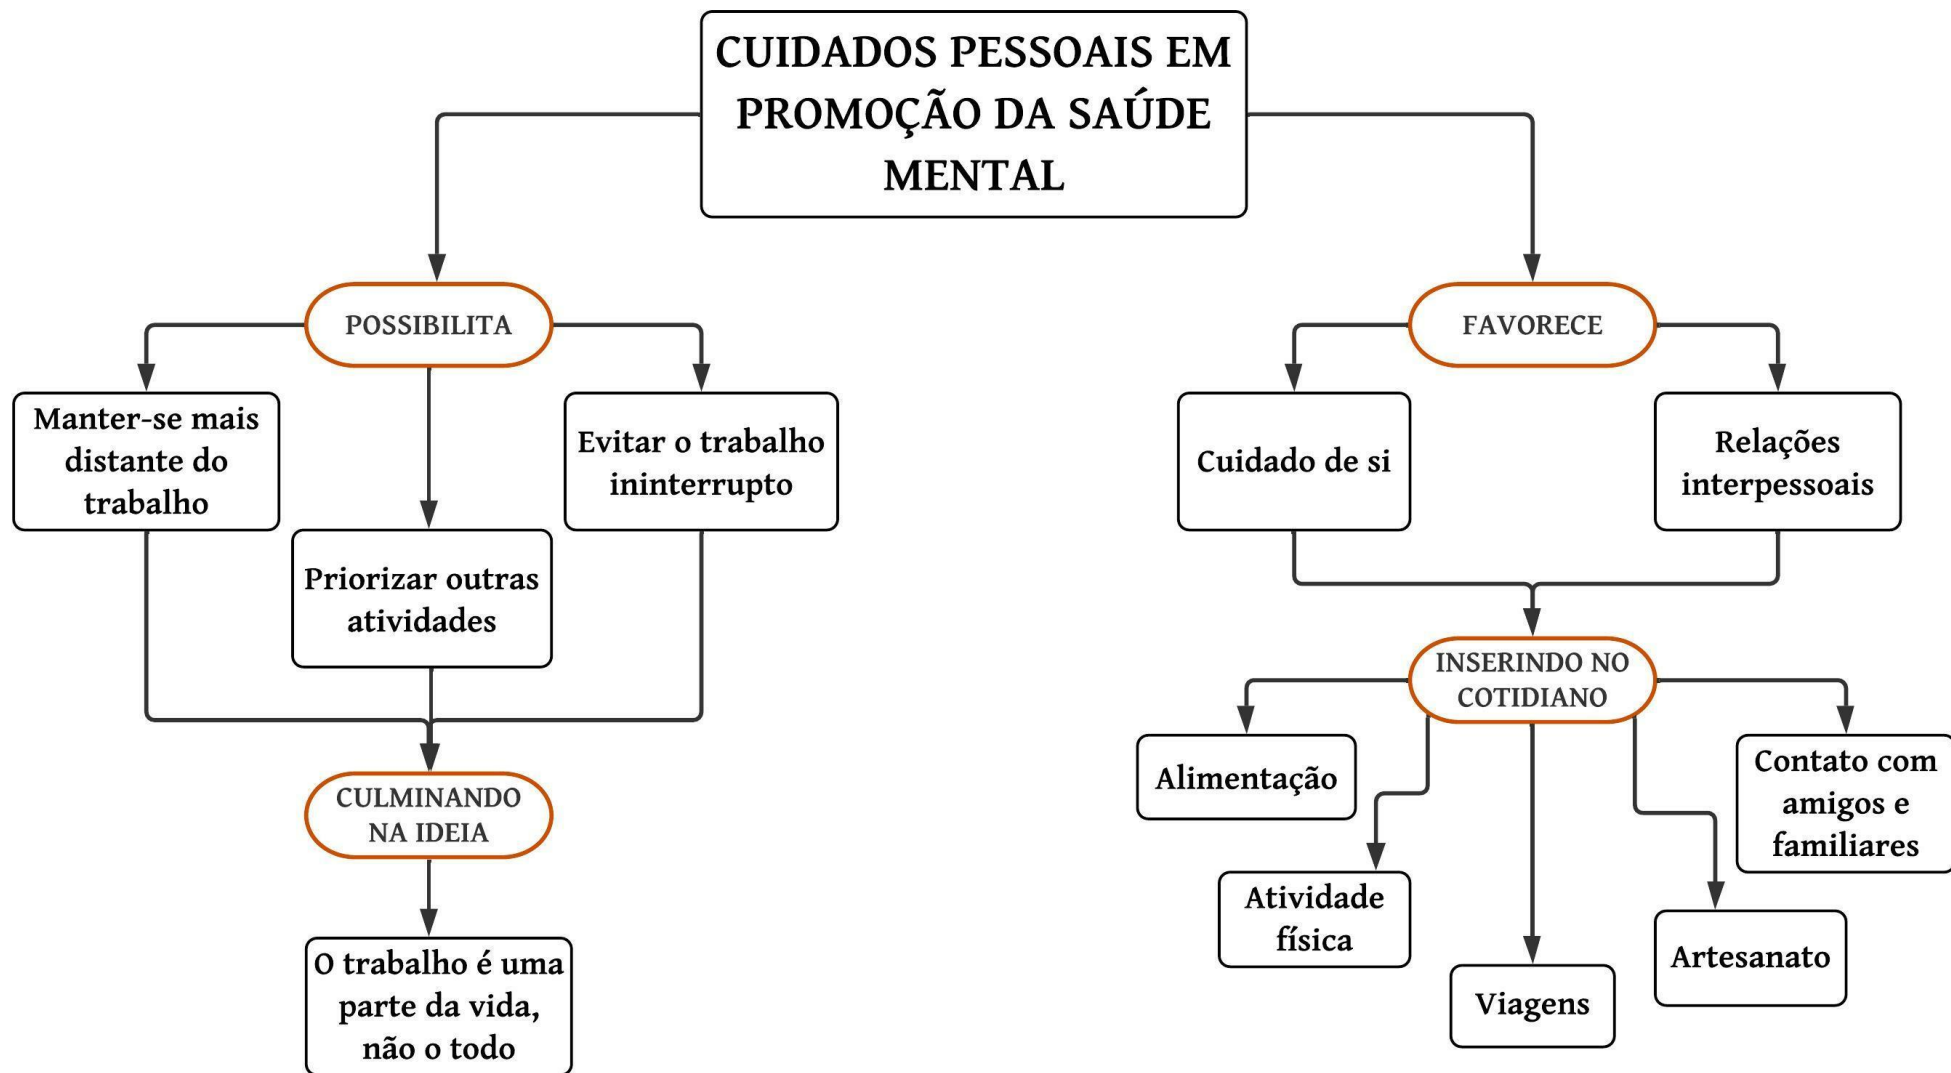 CUIDADOS PESSOAIS EM
PROMOÇÃO DA SAÚDE
MENTAL
POSSIBILITA
Manter-se mais
distante do
trabalho
Priorizar outras
atividades
Evitar o trabalho
ininterrupto
CULMINANDO
NA IDEIA
O trabalho é uma
parte da vida,
não o todo
FAVORECE
Cuidado de si
Relações
interpessoais
INSERINDO NO
COTIDIANO
Alimentação
Atividade
física
Viagens
Artesanato
Contato com
amigos e
familiares